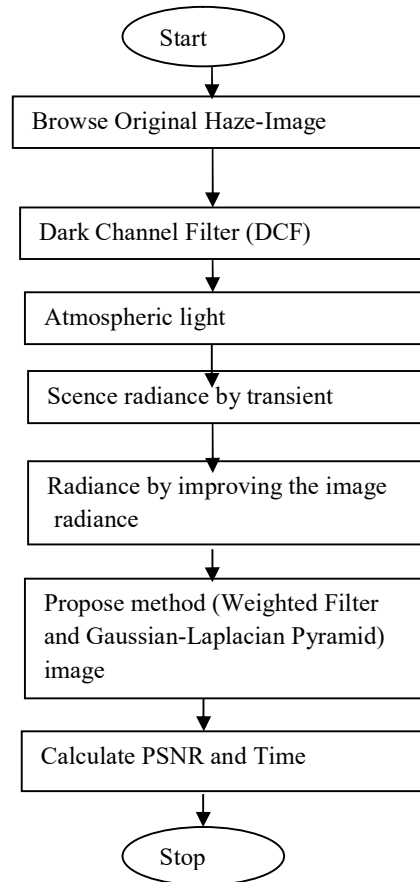 Start
Browse Original Haze-Image
Dark Channel Filter (DCF)
Atmospheric light
Scence radiance by transient
Radiance by improving the image
radiance
Propose method (Weighted Filter
and Gaussian-Laplacian Pyramid)
image
Calculate PSNR and Time
Stop